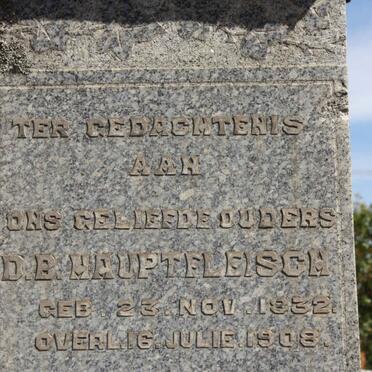 TER GEDACHTENIS
AAN
ONS GELIEFDE OUDERS
D.B. HAUPTFLEISCH
GEB. 23. NOV. 1832.
OVERL. 16. JULIE. 1908.